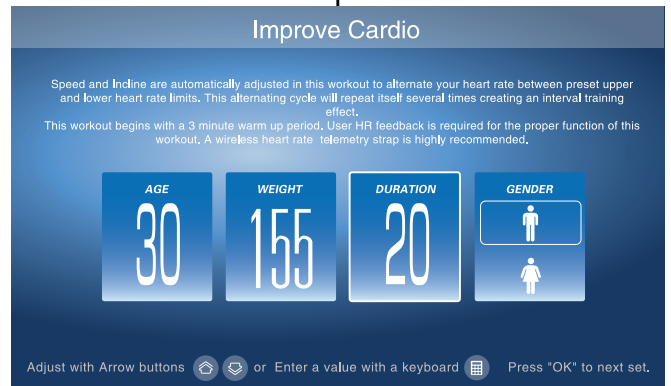 Improve Cardio
Speed and Incline are automatically adjusted in this workout to alternate your heart rate between preset upper
and lower heart rate limits. This alternating cycle will repeat itself several times creating an interval training
effect.
This workout begins with a 3 minute warm up period. User HR feedback is required for the proper function of this
workout. A wireless heart rate telemetry strap is highly recommended.
AGE WEIGHT DURATION GENDER
30 155 20
Adjust with Arrow buttons or Enter a value with a keyboard Press "OK" to next set.